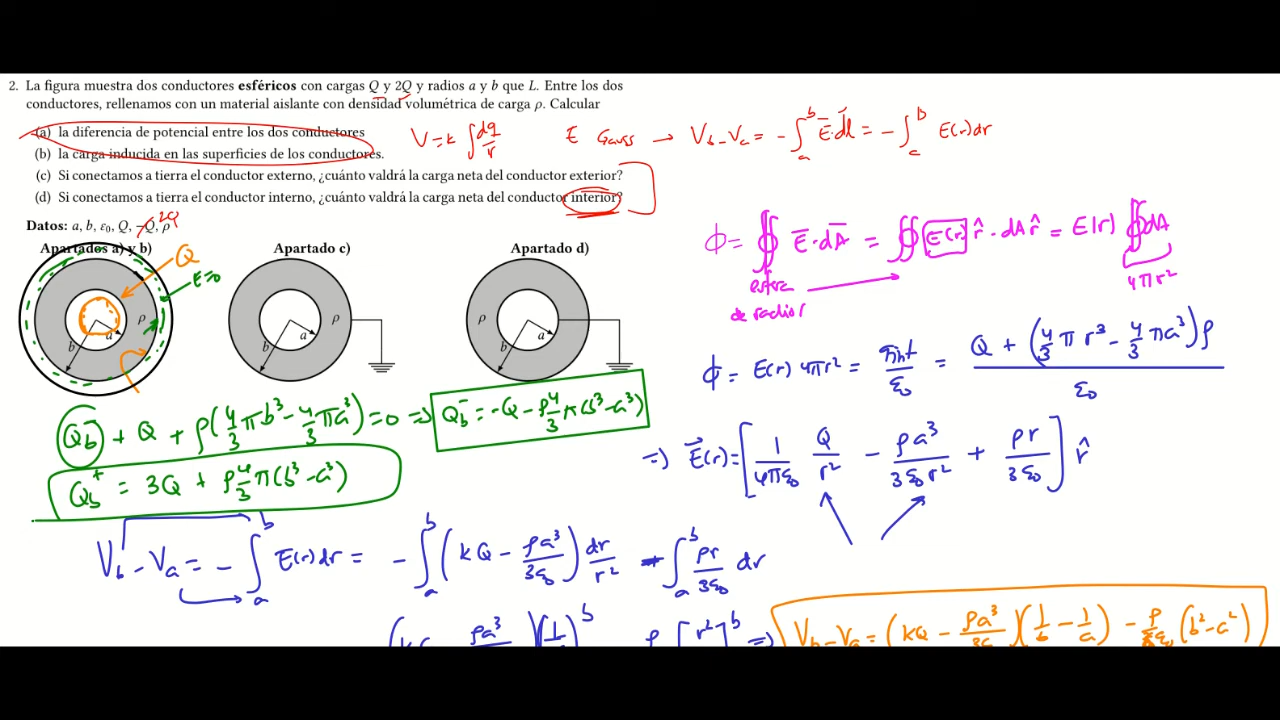 2. La figura muestra dos conductores esféricos con cargas Q y 2Q y radios a y b que L. Entre los dos
conductores, rellenamos con un material aislante con densidad volumétrica de carga ρ. Calcular
(a) la diferencia de potencial entre los dos conductores
(b) la carga inducida en las superficies de los conductores.
(c) Si conectamos a tierra el conductor externo, ¿cuánto valdrá la carga neta del conductor exterior?
(d) Si conectamos a tierra el conductor interno, ¿cuánto valdrá la carga neta del conductor interior?
V = k ∫ dq/r
E Gauss → V_b - V_a = - ∫_a^b E⃗·dl⃗ = - ∫_a^b E(r) dr
Datos: a, b, ε₀, Q, -Q, ρ
2Q
Apartados a) y b)
Apartado c)
Apartado d)
Q
E=0
ρ
a
b
ρ
a
b
ρ
a
b
ϕ = ∯ E·dA = ∯ E(r) r̂·dA r̂ = E(r) ∯ dA
esfera
de radio r
4πr²
ϕ = E(r) 4πr² = qint/ε₀ = (Q + (4/3 π r³ - 4/3 πa³)ρ)/ε₀
Q_b⁻ + Q + ρ(4/3 πb³ - 4/3 πa³) = 0 ⇒ Q_b⁻ = -Q - ρ 4/3 π(b³-a³)
⇒ E⃗(r) = [1/4πε₀ Q/r² - ρa³/3ε₀r² + ρr/3ε₀] r̂
Q_b⁺ = 3Q + ρ 4/3 π(b³-a³)
V_b - V_a = - ∫_a^b E(r) dr = - ∫_a^b (kQ - ρa³/3ε₀) dr/r² - ∫_a^b ρr/3ε₀ dr
⇒ V_b - V_a = (kQ - ρa³/3ε)(1/b - 1/a) - ρ/6ε₀ (b² - a²)